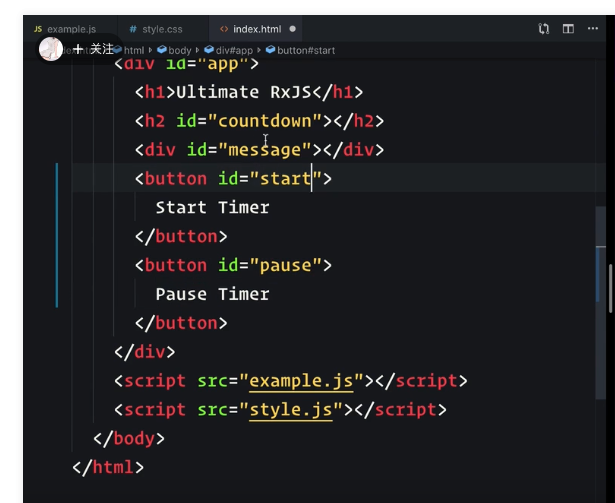 JS example.js # style.css <> index.html ●
+ 关注 html › body › div#app › button#start
<div id="app">
<h1>Ultimate RxJS</h1>
<h2 id="countdown"></h2>
<div id="message"></div>
<button id="start">
Start Timer
</button>
<button id="pause">
Pause Timer
</button>
</div>
<script src="example.js"></script>
<script src="style.js"></script>
</body>
</html>